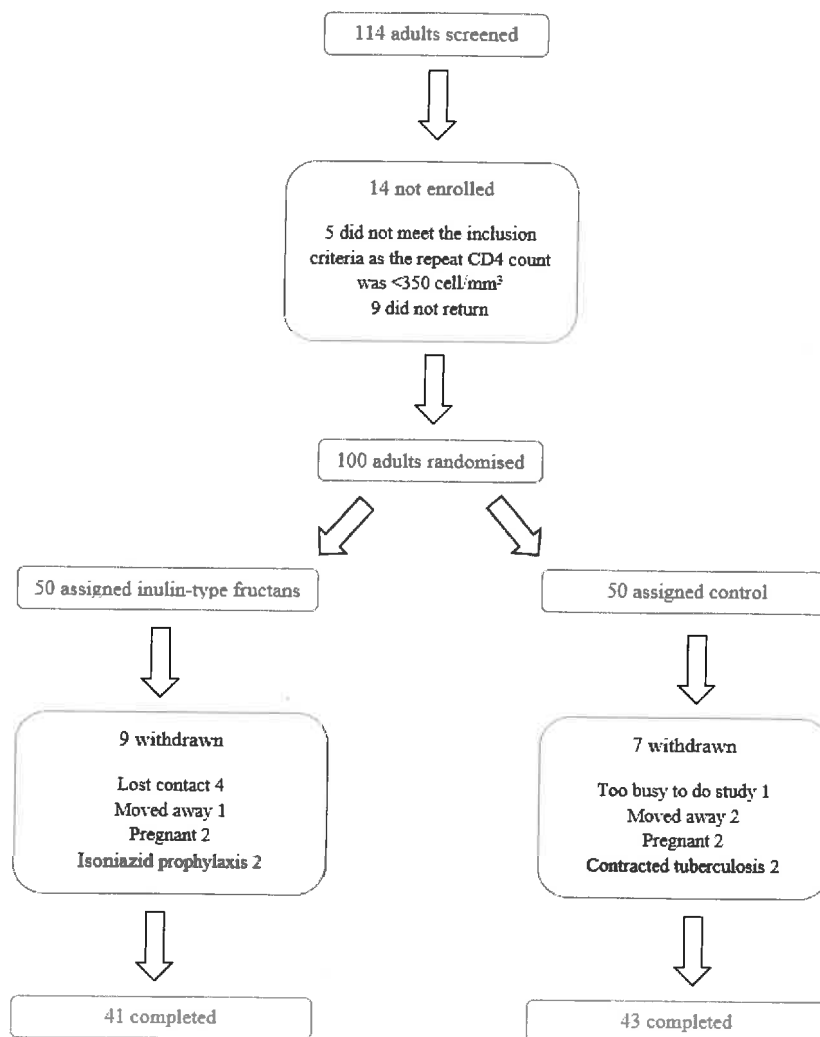 114 adults screened
14 not enrolled
5 did not meet the inclusion
criteria as the repeat CD4 count
was <350 cell/mm³
9 did not return
100 adults randomised
50 assigned inulin-type fructans
50 assigned control
9 withdrawn
Lost contact 4
Moved away 1
Pregnant 2
Isoniazid prophylaxis 2
7 withdrawn
Too busy to do study 1
Moved away 2
Pregnant 2
Contracted tuberculosis 2
41 completed
43 completed